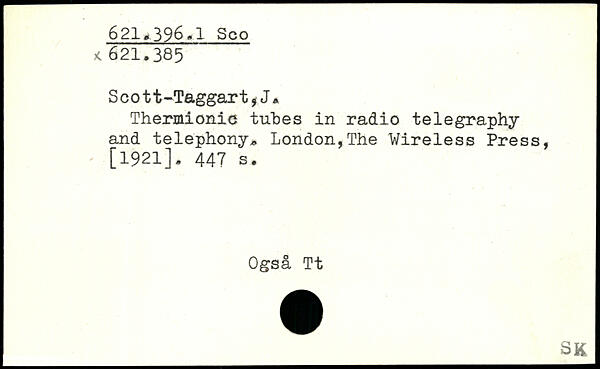 621.396.1 Sco
x 621.385
Scott-Taggart,J.
Thermionic tubes in radio telegraphy
and telephony. London,The Wireless Press,
[1921]. 447 s.
Også Tt
SK